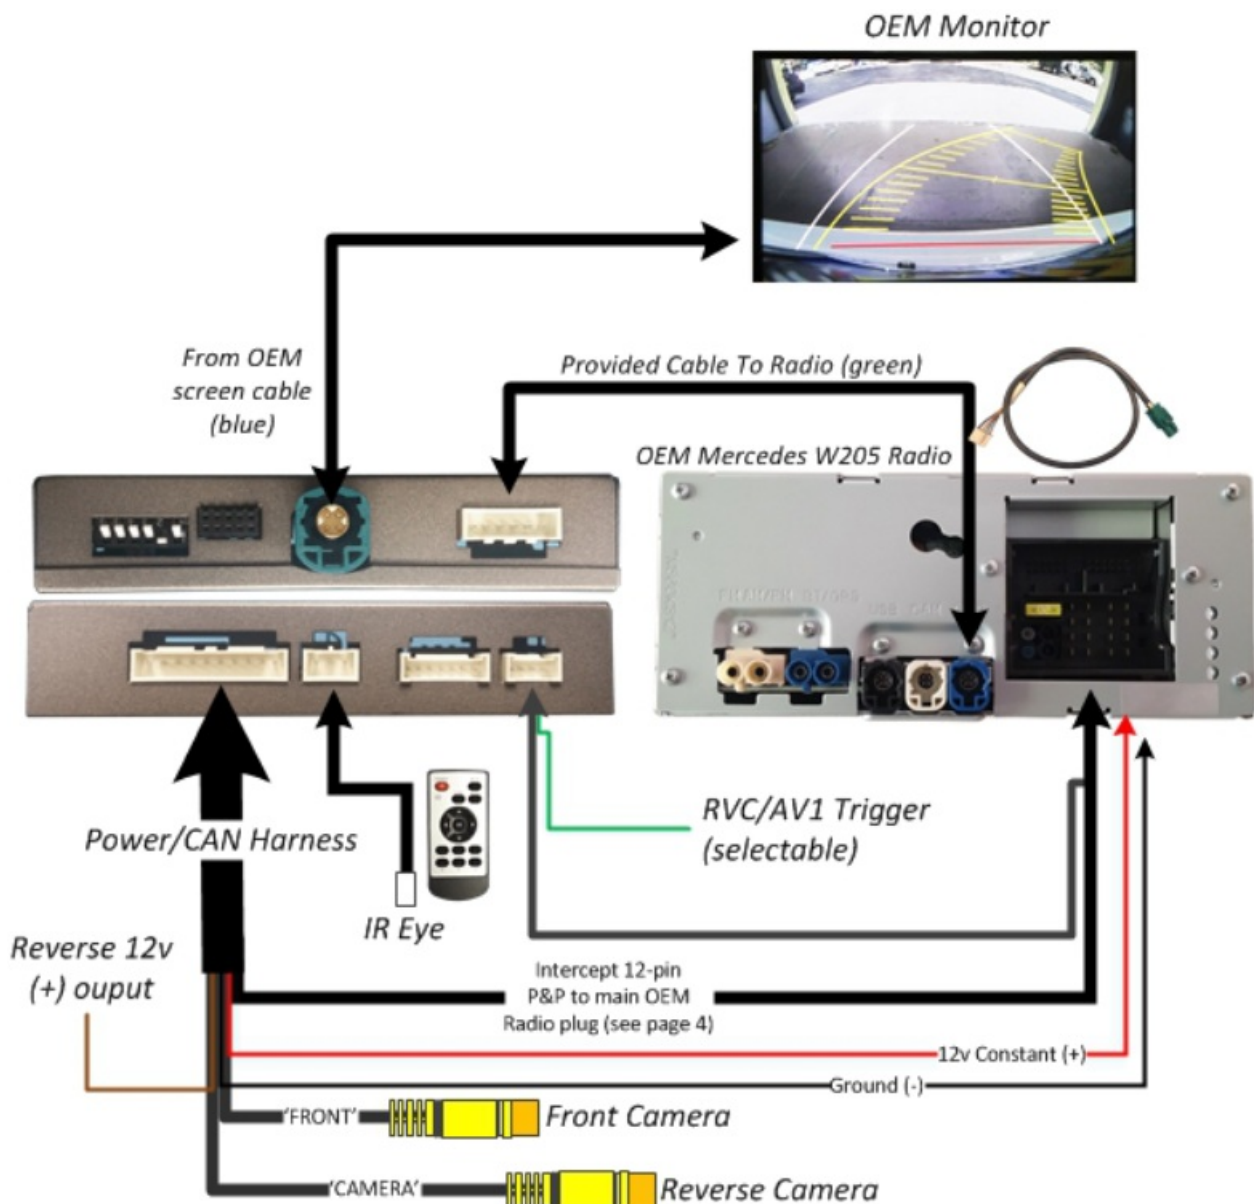 OEM Monitor
From OEM
screen cable
(blue)
Provided Cable To Radio (green)
OEM Mercedes W205 Radio
RVC/AV1 Trigger
(selectable)
Power/CAN Harness
IR Eye
Reverse 12v
(+) ouput
Intercept 12-pin
P&P to main OEM
Radio plug (see page 4)
12v Constant (+)
Ground (-)
'FRONT'
Front Camera
'CAMERA'
Reverse Camera